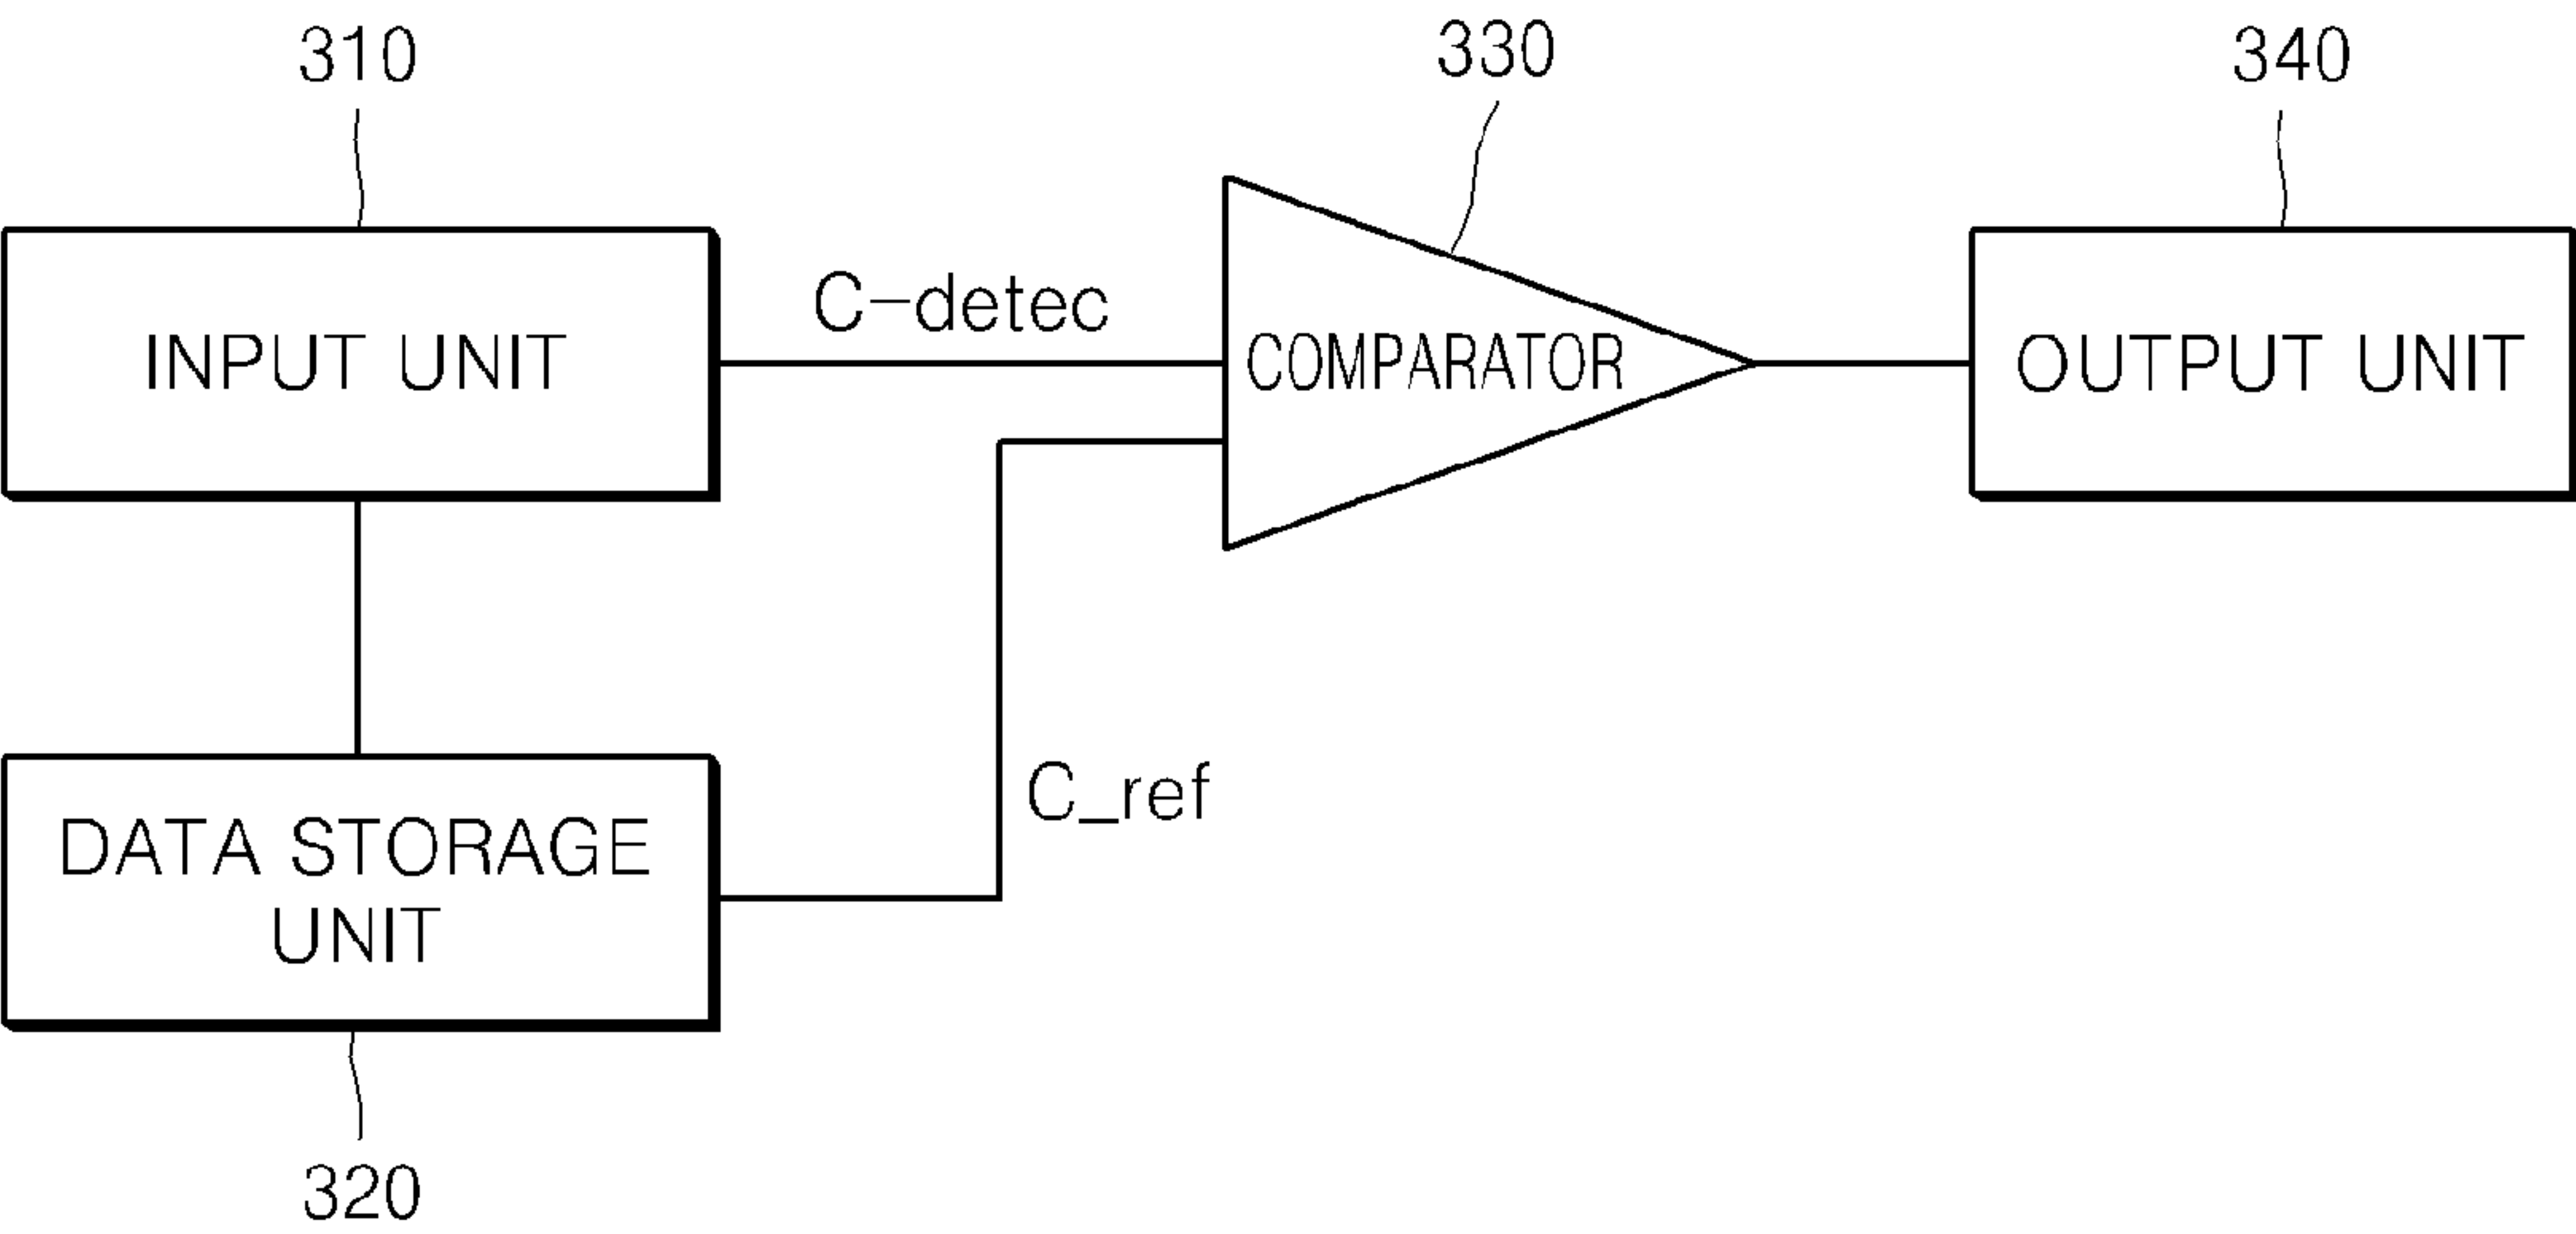 310
330
340
INPUT UNIT
C-detec
COMPARATOR
OUTPUT UNIT
C_ref
DATA STORAGE
UNIT
320